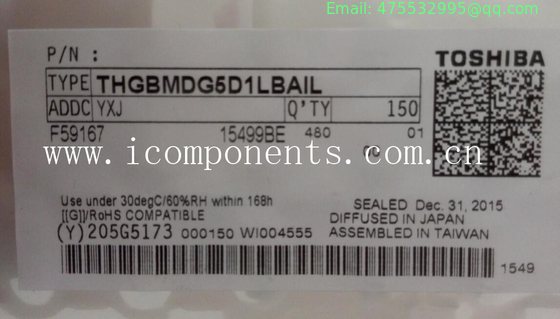 Email: 475532995@qq.com
P/N :
TOSHIBA
TYPE THGBMDG5D1LBAIL
ADDC YXJ Q'TY 150
F59167 15499BE 480 01
www.icomponents.com.cn
Use under 30degC/60%RH within 168h
SEALED Dec. 31, 2015
[[G]]/RoHS COMPATIBLE
DIFFUSED IN JAPAN
(Y)205G5173 000150 WI004555
ASSEMBLED IN TAIWAN
1549